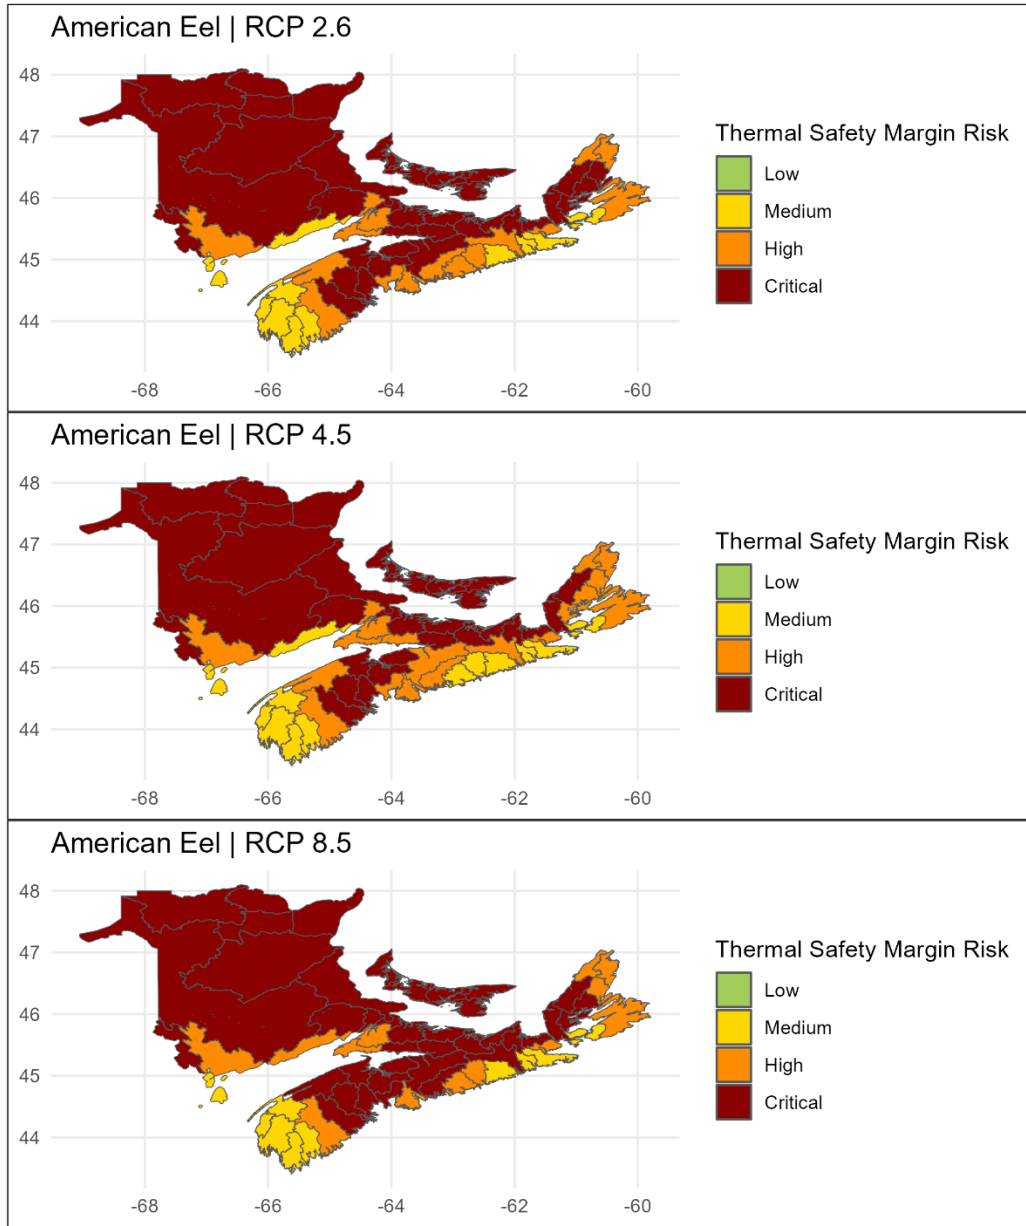 American Eel | RCP 2.6
48
47
46
45
44
-68 -66 -64 -62 -60
Thermal Safety Margin Risk
Low
Medium
High
Critical
American Eel | RCP 4.5
48
47
46
45
44
-68 -66 -64 -62 -60
Thermal Safety Margin Risk
Low
Medium
High
Critical
American Eel | RCP 8.5
48
47
46
45
44
-68 -66 -64 -62 -60
Thermal Safety Margin Risk
Low
Medium
High
Critical